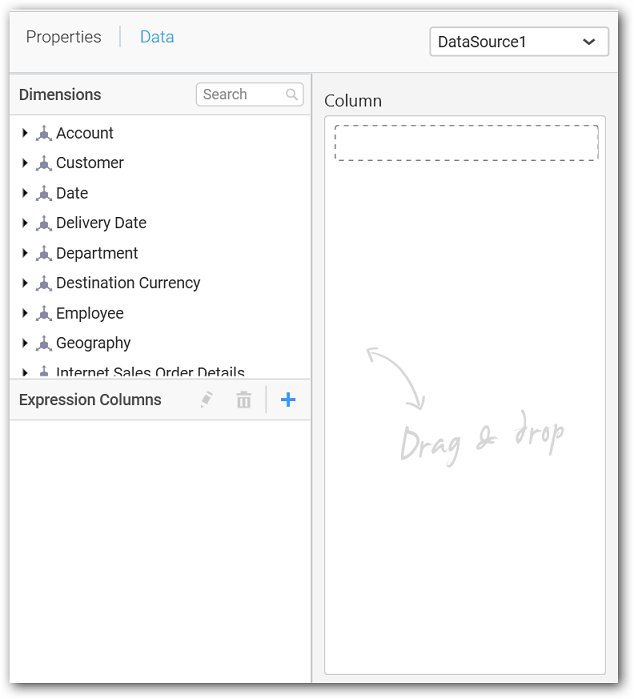 Properties
Data
DataSource1
Dimensions
Search
Account
Customer
Date
Delivery Date
Department
Destination Currency
Employee
Geography
Internet Sales Order Details
Expression Columns
Column
Drag & drop